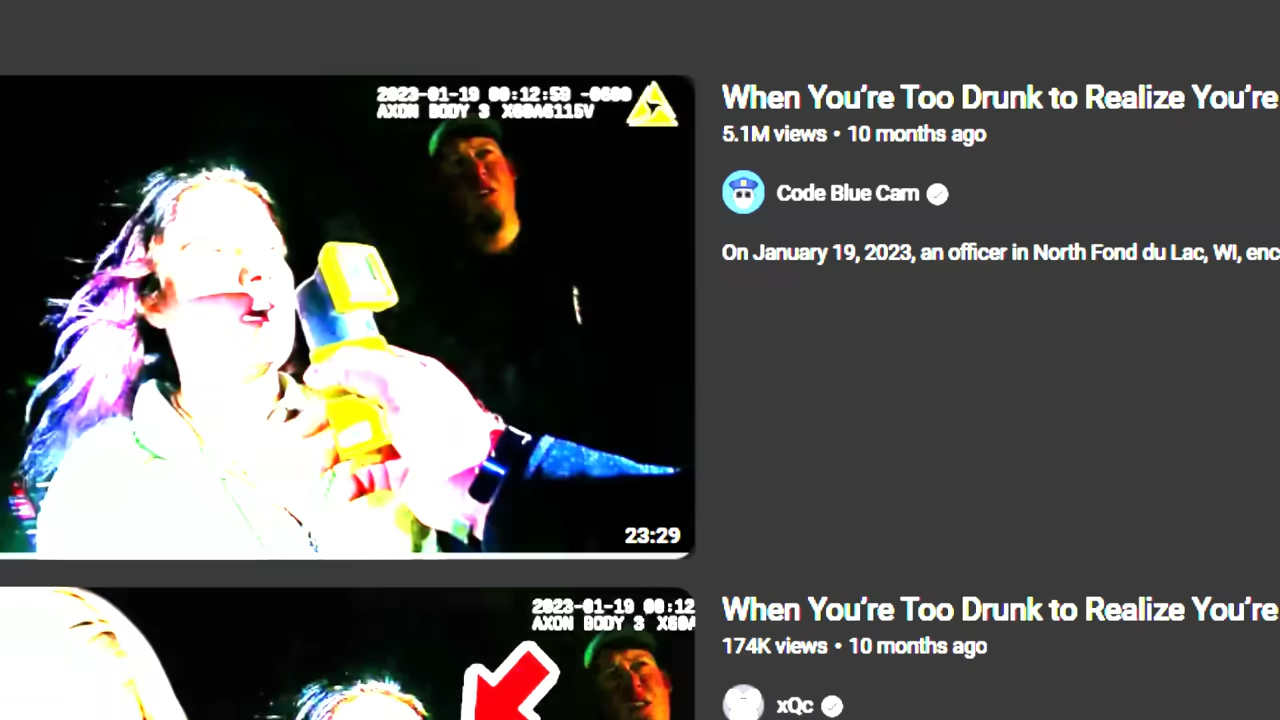 2023-01-19 00:12:59 -0600
AXON BODY 3 X60A6115V
When You're Too Drunk to Realize You're
5.1M views • 10 months ago
Code Blue Cam
On January 19, 2023, an officer in North Fond du Lac, WI, enc
23:29
2023-01-19 00:12
AXON BODY 3 X60A
When You're Too Drunk to Realize You're
174K views • 10 months ago
xQc